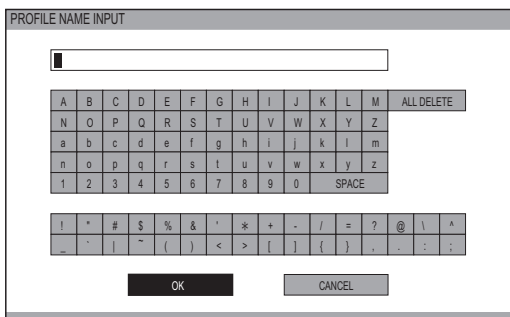 PROFILE NAME INPUT
A B C D E F G H I J K L M ALL DELETE
N O P Q R S T U V W X Y Z
a b c d e f g h i j k l m
n o p q r s t u v w x y z
1 2 3 4 5 6 7 8 9 0 SPACE
! " # $ % & ' * + - / = ? @ \ ^
_ ` | ~ ( ) < > [ ] { } , . : ;
OK CANCEL